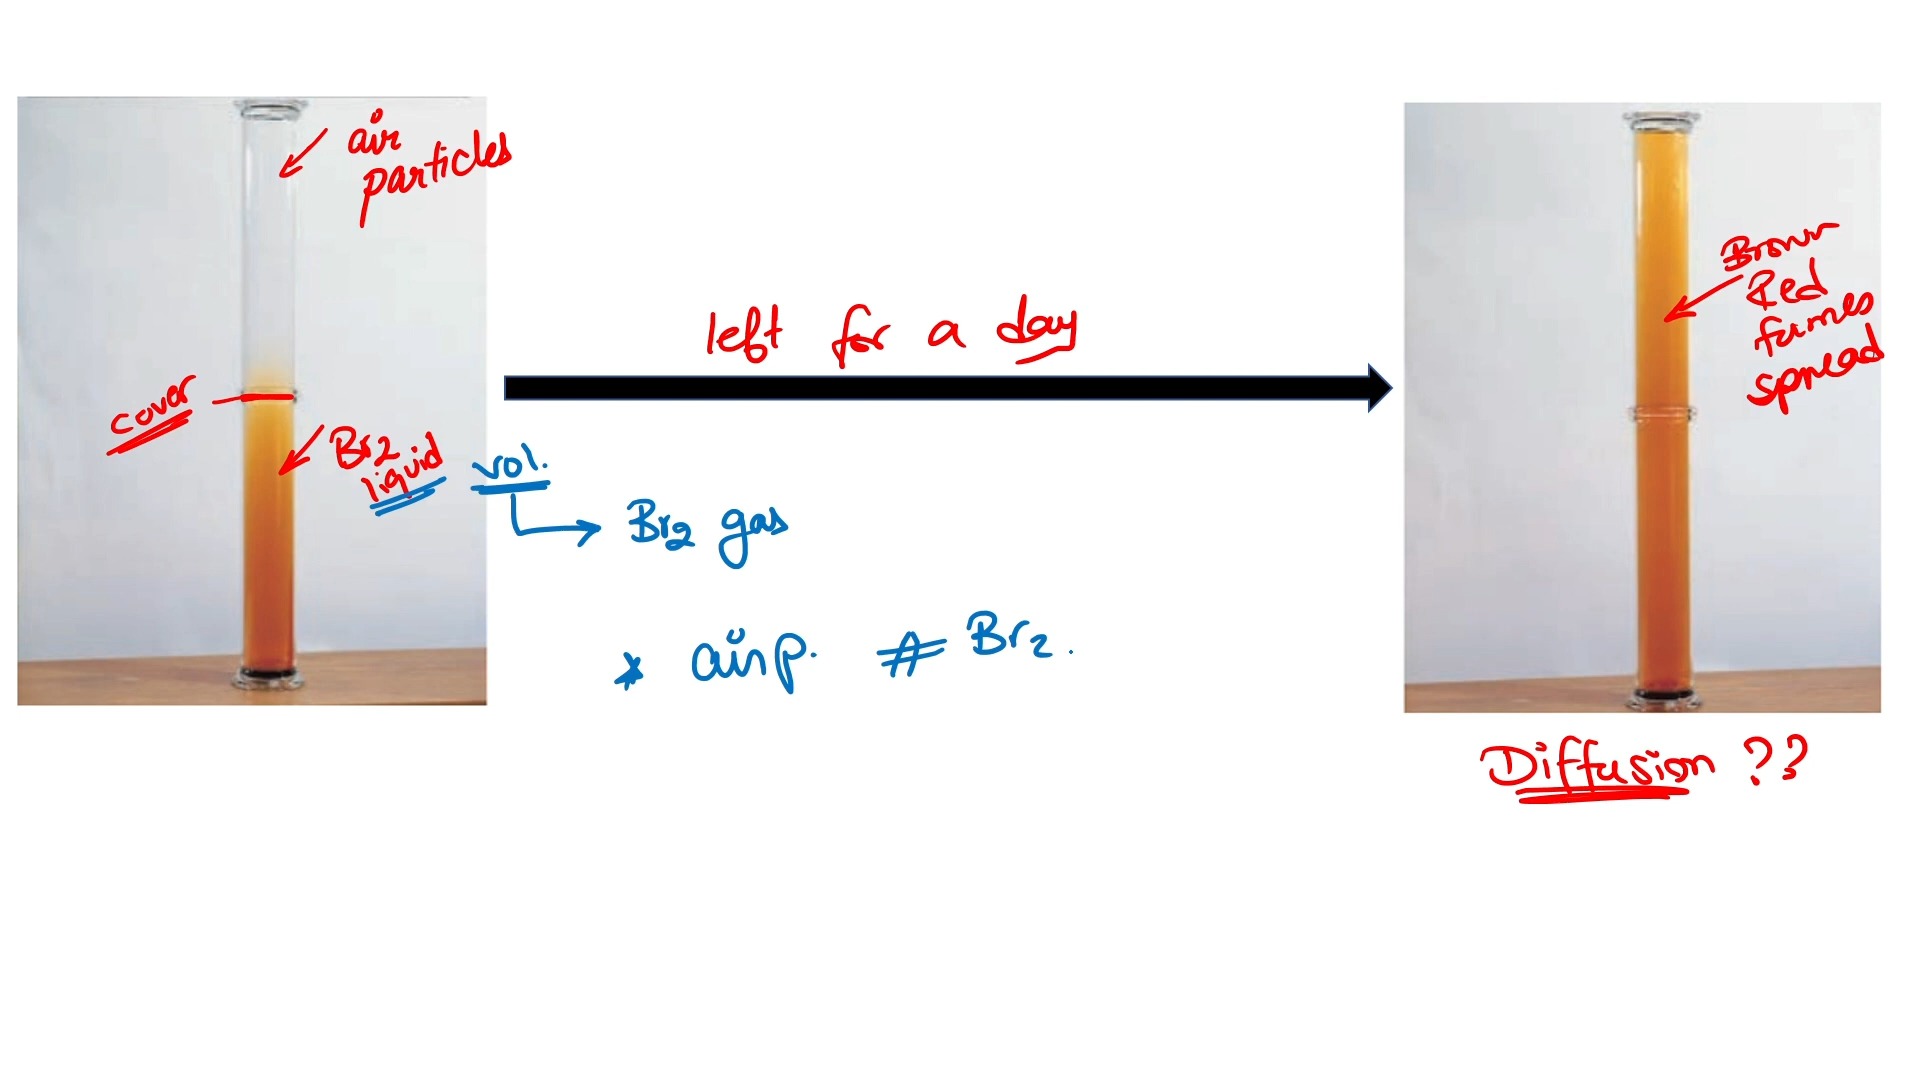 air
particles
cover
Br2
liquid
vol.
Br2 gas
left for a day
* air p. ≠ Br2.
Brown
Red
fumes
spread
Diffusion ??